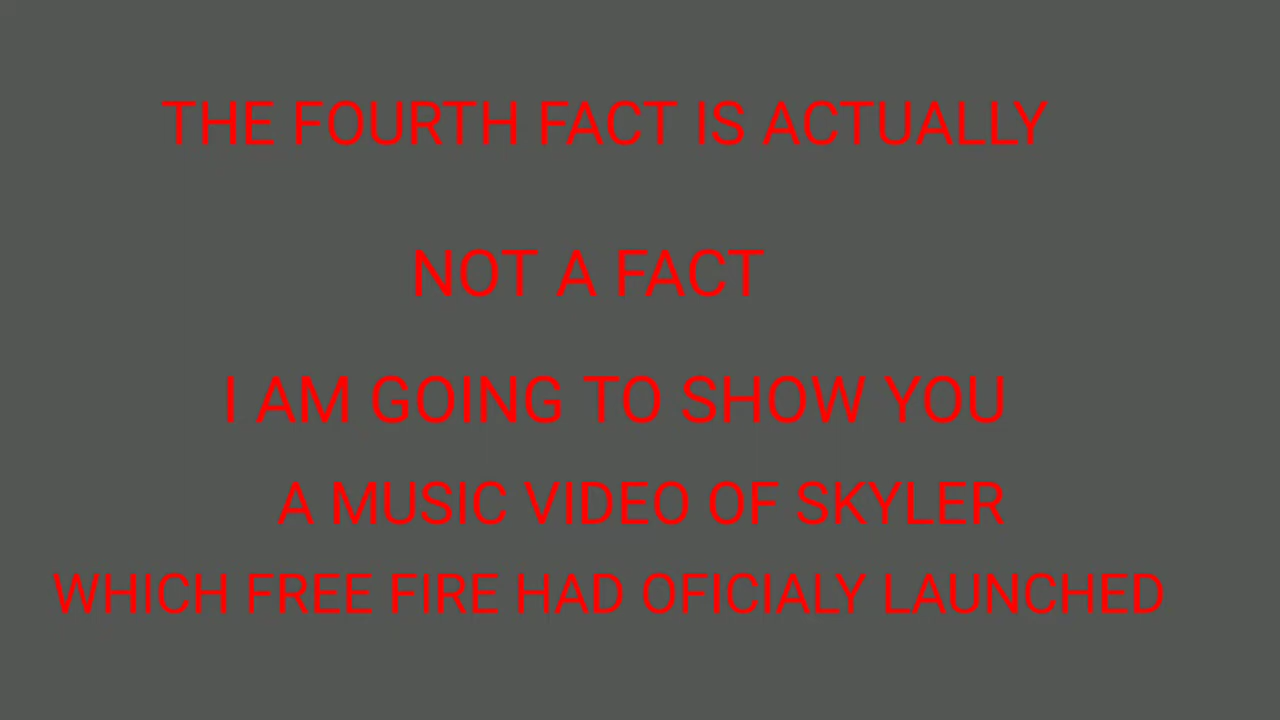 THE FOURTH FACT IS ACTUALLY
NOT A FACT
I AM GOING TO SHOW YOU
A MUSIC VIDEO OF SKYLER
WHICH FREE FIRE HAD OFICIALY LAUNCHED